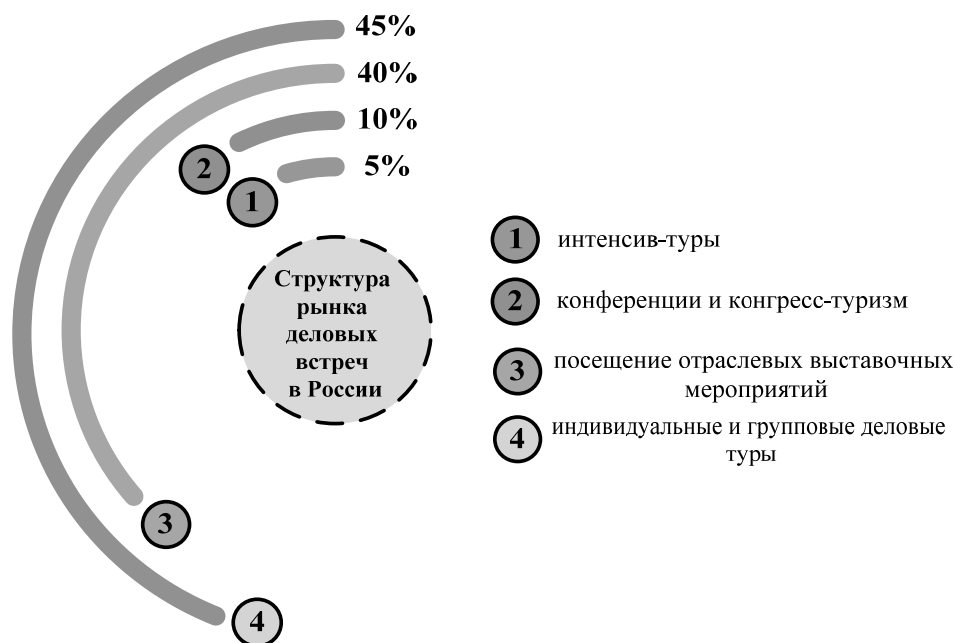 45%
40%
10%
5%
2
1
3
4
Структура
рынка
деловых
встреч
в России
1 интенсив-туры
2 конференции и конгресс-туризм
3 посещение отраслевых выставочных
мероприятий
4 индивидуальные и групповые деловые
туры